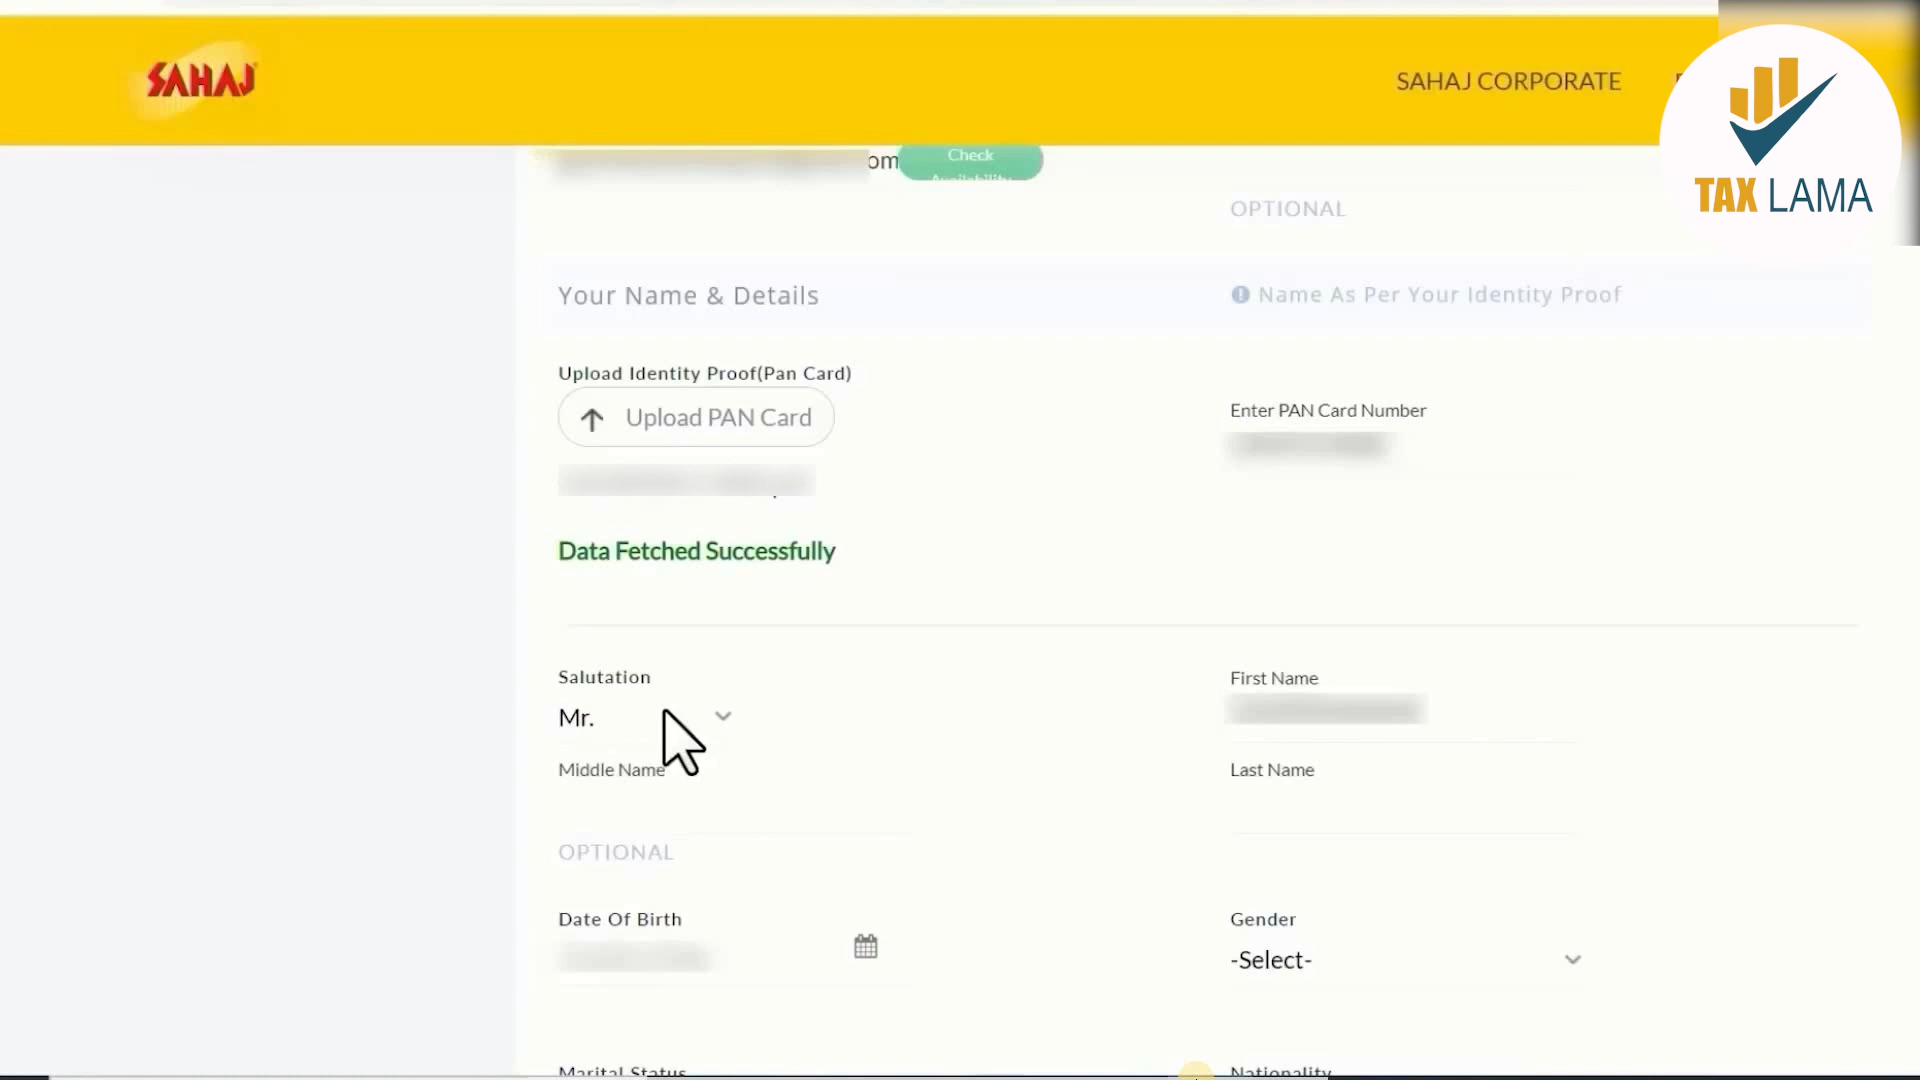 SAHAJ
SAHAJ CORPORATE
TAX LAMA
om
Check
Availability
OPTIONAL
Your Name & Details
Name As Per Your Identity Proof
Upload Identity Proof(Pan Card)
Upload PAN Card
Enter PAN Card Number
Data Fetched Successfully
Salutation
First Name
Mr.
Middle Name
Last Name
OPTIONAL
Date Of Birth
Gender
-Select-
Marital Status
Nationality